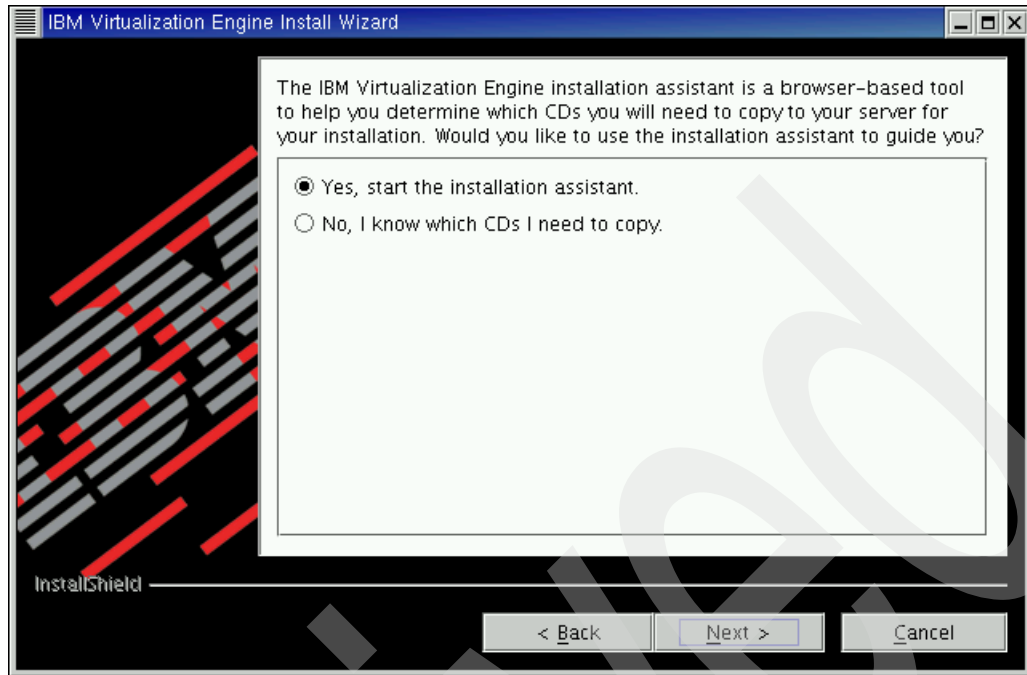 IBM Virtualization Engine Install Wizard
The IBM Virtualization Engine installation assistant is a browser-based tool
to help you determine which CDs you will need to copy to your server for
your installation. Would you like to use the installation assistant to guide you?
Yes, start the installation assistant.
No, I know which CDs I need to copy.
InstallShield
< Back
Next >
Cancel